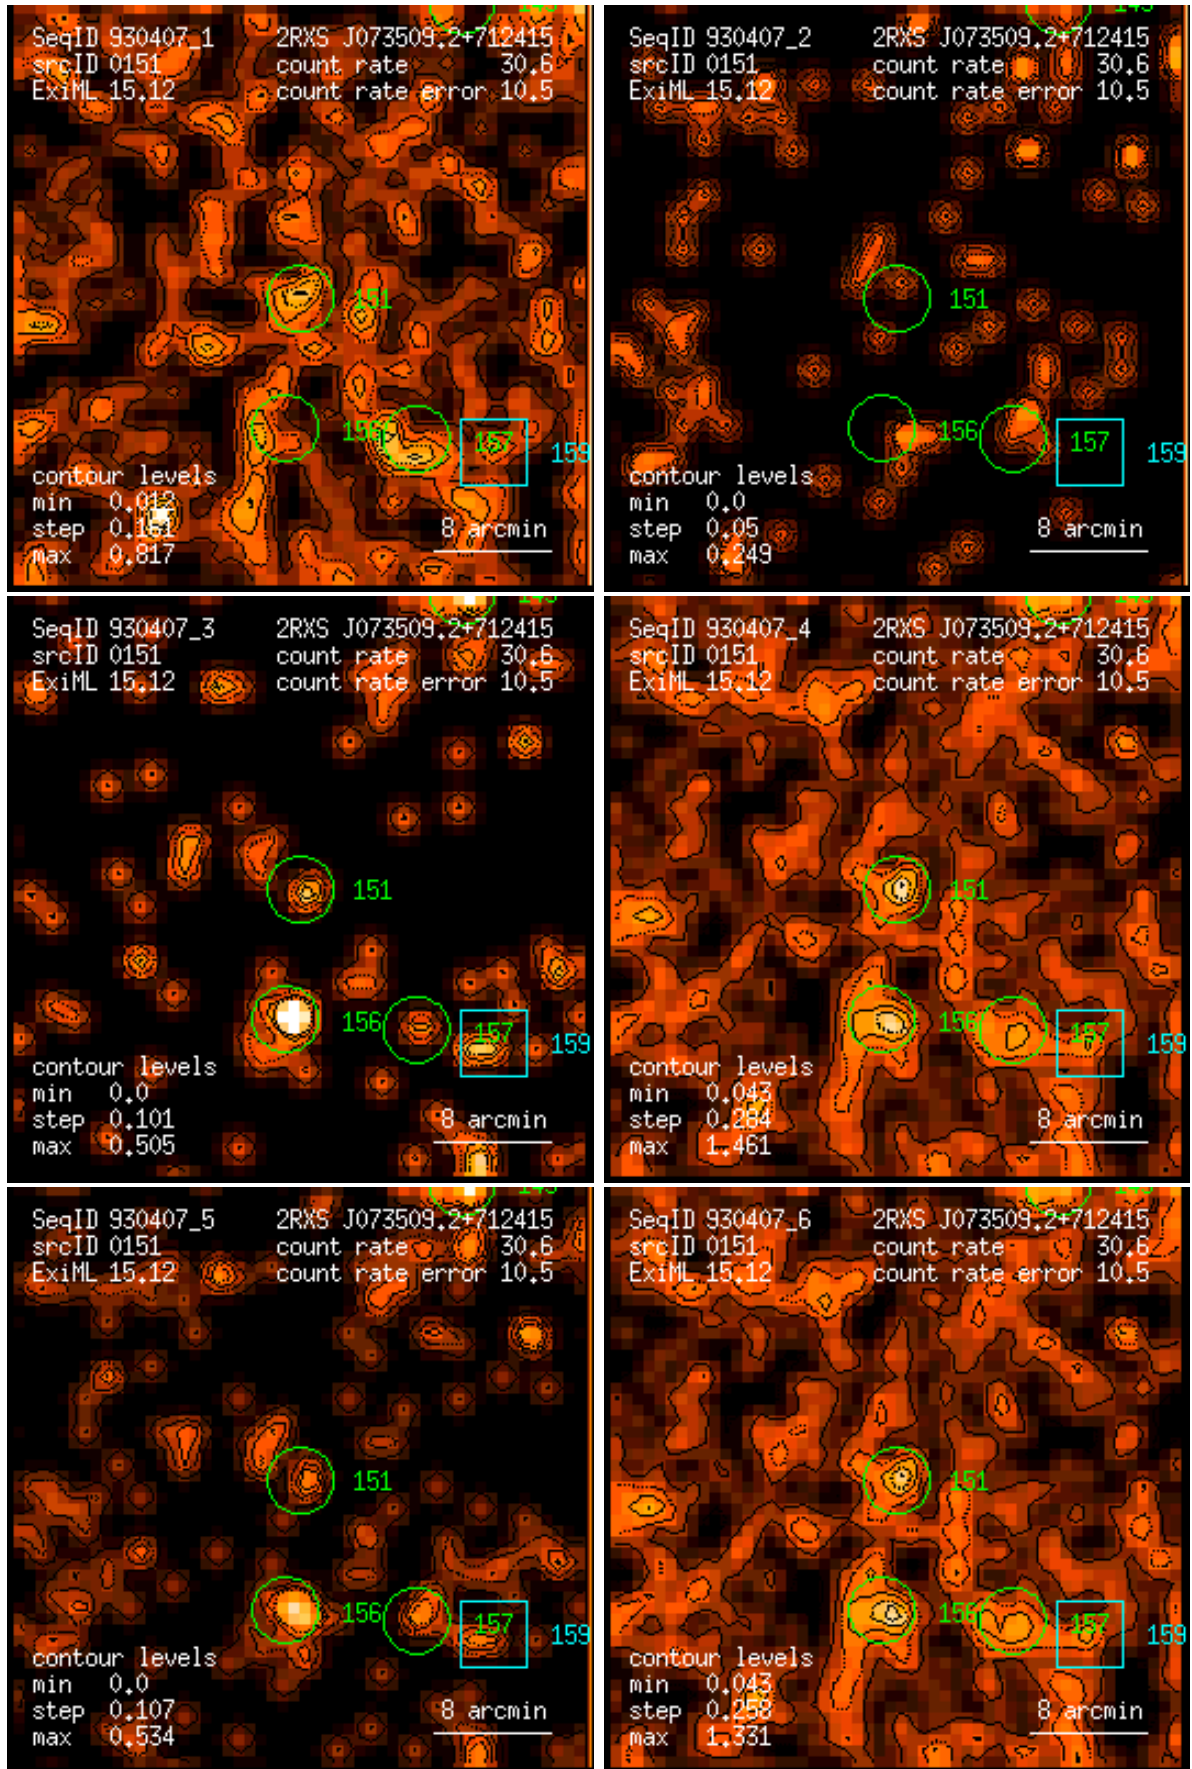 SeqID 930407_1 2RXS J073509.2+712415
srcID 0151 count rate 30.6
ExiML 15.12 count rate error 10.5
151
156 157 159
contour levels
min 0.019
step 0.161
max 0.817
8 arcmin
SeqID 930407_2 2RXS J073509.2+712415
srcID 0151 count rate 30.6
ExiML 15.12 count rate error 10.5
151
156 157 159
contour levels
min 0.0
step 0.05
max 0.249
8 arcmin
SeqID 930407_3 2RXS J073509.2+712415
srcID 0151 count rate 30.6
ExiML 15.12 count rate error 10.5
151
156 157 159
contour levels
min 0.0
step 0.101
max 0.505
8 arcmin
SeqID 930407_4 2RXS J073509.2+712415
srcID 0151 count rate 30.6
ExiML 15.12 count rate error 10.5
151
156 157 159
contour levels
min 0.043
step 0.284
max 1.461
8 arcmin
SeqID 930407_5 2RXS J073509.2+712415
srcID 0151 count rate 30.6
ExiML 15.12 count rate error 10.5
151
156 157 159
contour levels
min 0.0
step 0.107
max 0.534
8 arcmin
SeqID 930407_6 2RXS J073509.2+712415
srcID 0151 count rate 30.6
ExiML 15.12 count rate error 10.5
151
156 157 159
contour levels
min 0.043
step 0.258
max 1.331
8 arcmin